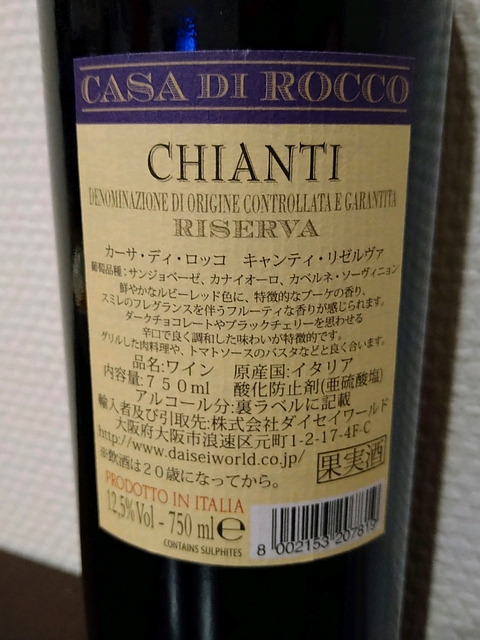 CASA DI ROCCO
CHIANTI
DENOMINAZIONE DI ORIGINE CONTROLLATA E GARANTITA
RISERVA
カーサ・ディ・ロッコ キャンティ・リゼルヴァ
葡萄品種：サンジョベーゼ、カナイオーロ、カベルネ・ソーヴィニョン
鮮やかなルビーレッド色に、特徴的なブーケの香り、
スミレのフレグランスを伴うフルーティな香りが感じられます。
ダークチョコレートやブラックチェリーを思わせる
辛口で良く調和した味わいが特徴的です。
グリルした肉料理や、トマトソースのパスタなどと良く合います。
品名:ワイン 原産国:イタリア
内容量:750ml 酸化防止剤(亜硫酸塩)
アルコール分:裏ラベルに記載
輸入者及び引取先:株式会社ダイセイワールド
大阪府大阪市浪速区元町1-2-17-4F-C
http://www.daiseiworld.co.jp/
※飲酒は20歳になってから。
果実酒
PRODOTTO IN ITALIA
12,5% Vol - 750 ml e
CONTAINS SULPHITES
8 002153 207819